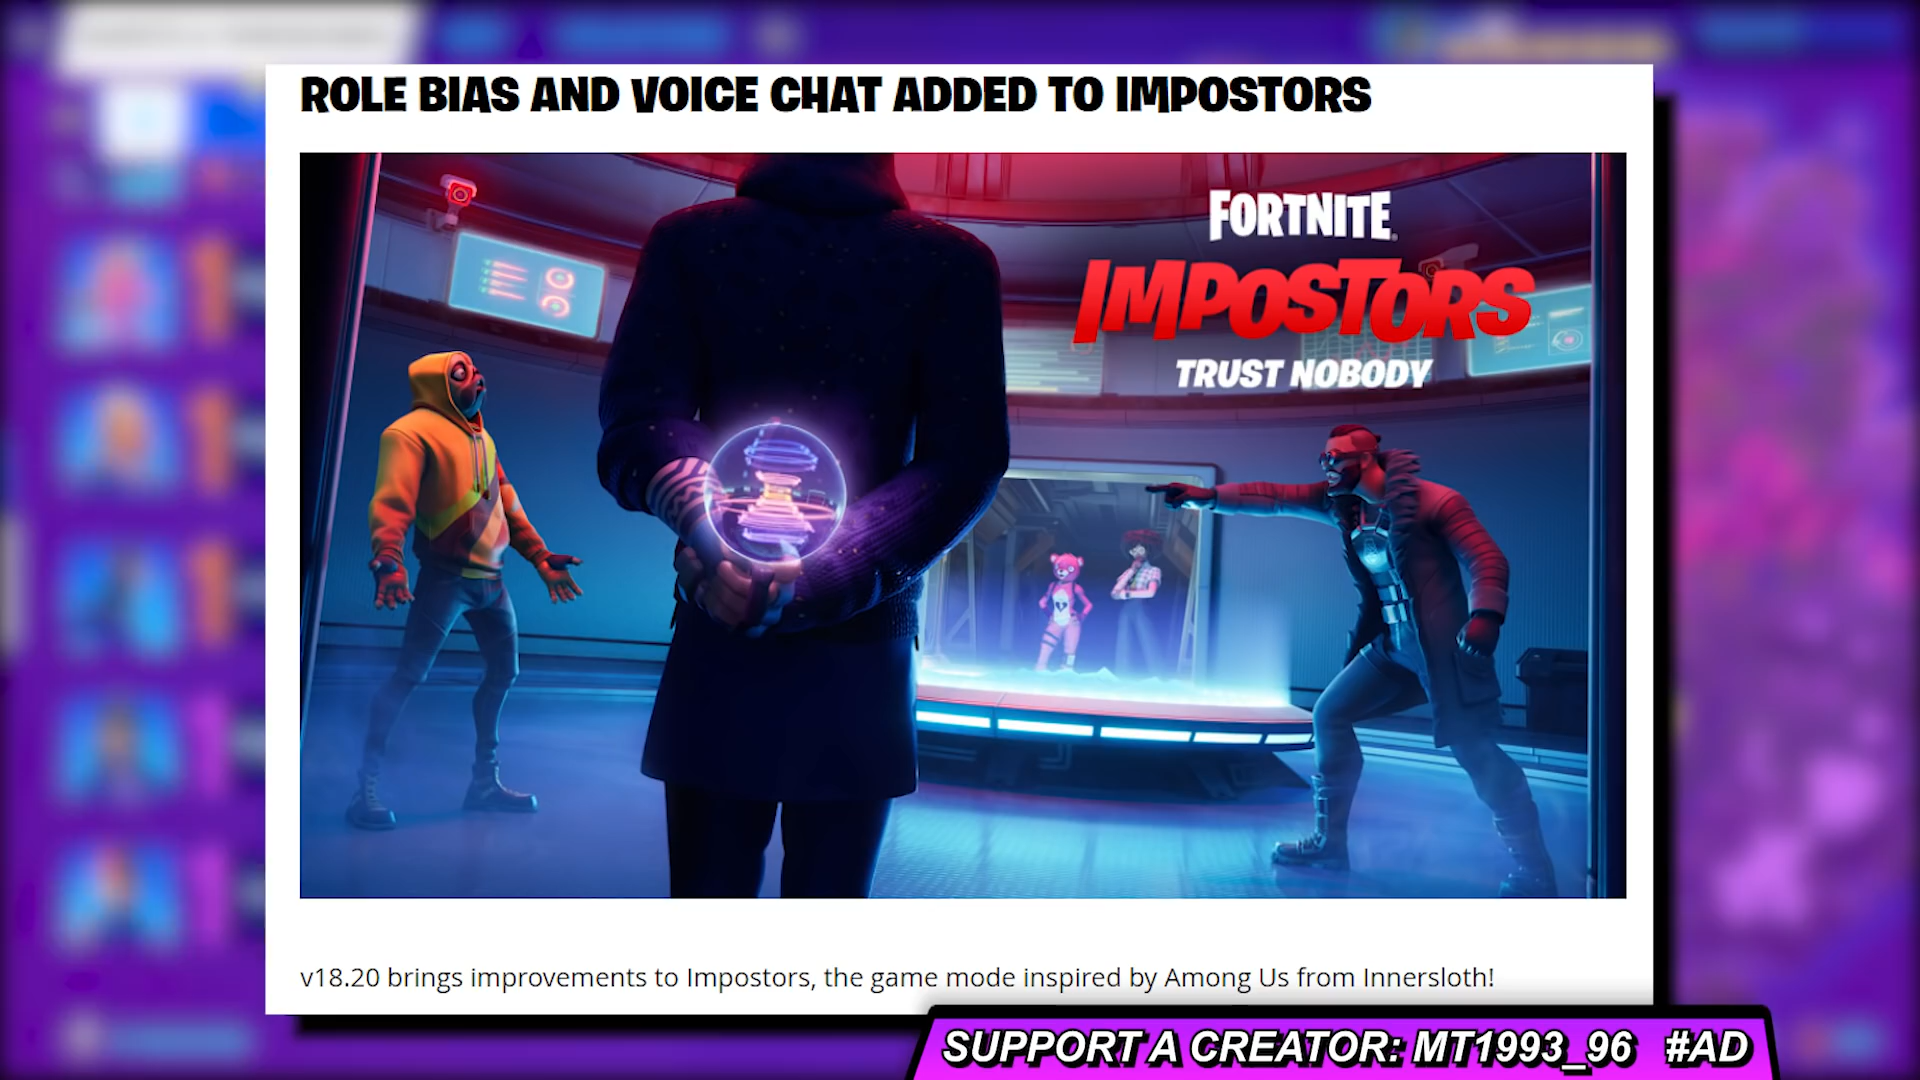 ROLE BIAS AND VOICE CHAT ADDED TO IMPOSTORS
FORTNITE
IMPOSTORS
TRUST NOBODY
v18.20 brings improvements to Impostors, the game mode inspired by Among Us from Innersloth!
SUPPORT A CREATOR: MT1993_96 #AD